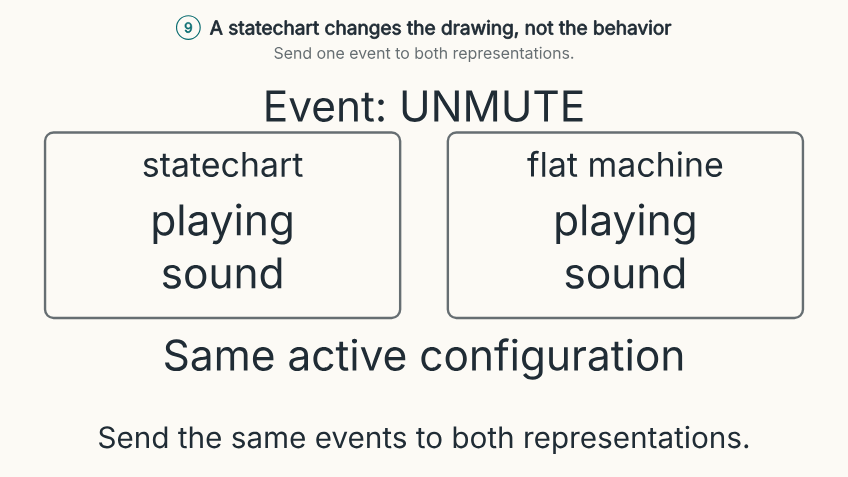 9 A statechart changes the drawing, not the behavior
Send one event to both representations.
Event: UNMUTE
statechart
playing
sound
flat machine
playing
sound
Same active configuration
Send the same events to both representations.